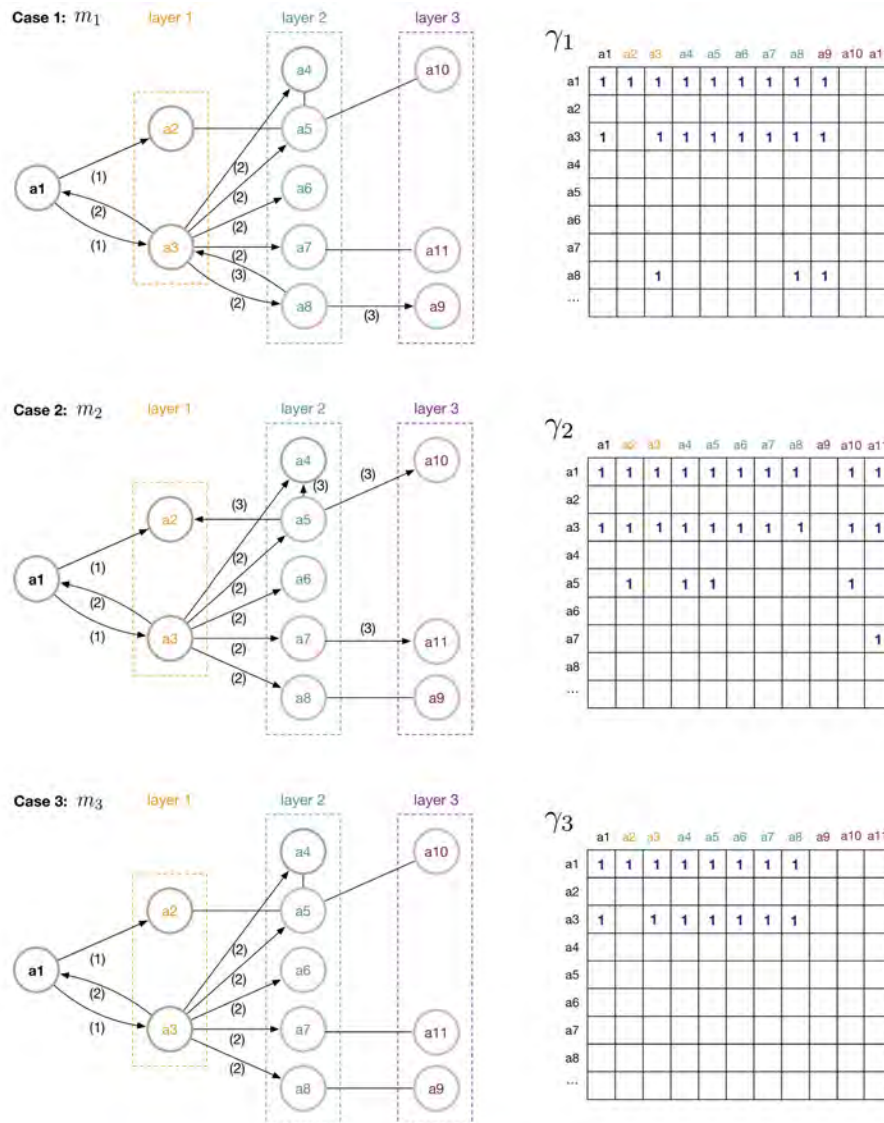 Case 1: m₁ layer 1 layer 2 layer 3
a4 a10
a2 a5
(1) (2)
a1 (2) a6
(2) (2)
(1) a3 (2) a7 a11
(3)
(2) a8 (3) a9
γ₁
a1 a2 a3 a4 a5 a6 a7 a8 a9 a10 a1
a1 1 1 1 1 1 1 1 1 1
a2
a3 1 1 1 1 1 1 1 1
a4
a5
a6
a7
a8 1 1 1
...
Case 2: m₂ layer 1 layer 2 layer 3
a4 (3) a10
(3)
a2 (3) a5
(1) (2)
a1 (2) a6
(2) (2)
(1) a3 (2) a7 (3) a11
(2) a8 a9
γ₂
a1 a2 a3 a4 a5 a6 a7 a8 a9 a10 a11
a1 1 1 1 1 1 1 1 1 1 1
a2
a3 1 1 1 1 1 1 1 1 1 1
a4
a5 1 1 1 1
a6
a7 1
a8
...
Case 3: m₃ layer 1 layer 2 layer 3
a4 a10
a2 a5
(1) (2)
a1 (2) a6
(2) (2)
(1) a3 (2) a7 a11
(2) a8 a9
γ₃
a1 a2 a3 a4 a5 a6 a7 a8 a9 a10 a11
a1 1 1 1 1 1 1 1 1
a2
a3 1 1 1 1 1 1 1
a4
a5
a6
a7
a8
...